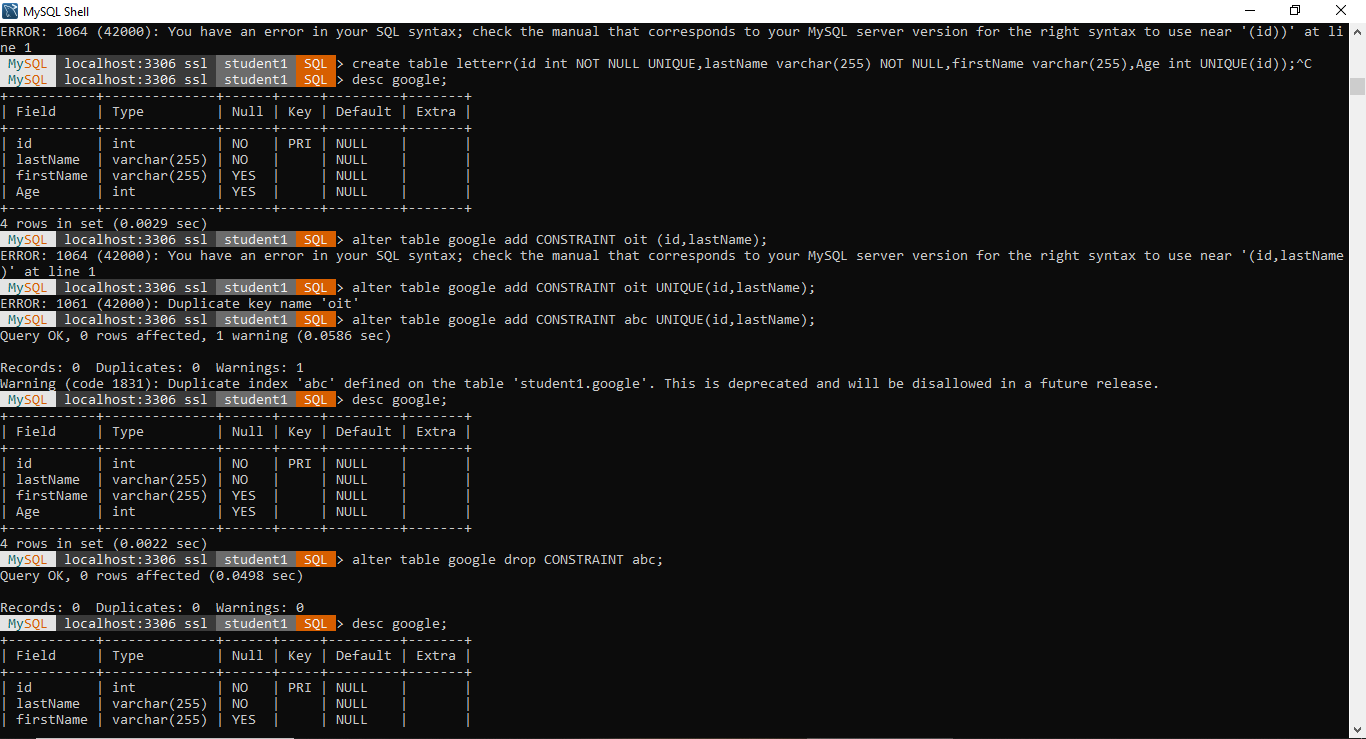 MySQL Shell
ERROR: 1064 (42000): You have an error in your SQL syntax; check the manual that corresponds to your MySQL server version for the right syntax to use near '(id))' at li
ne 1
MySQL localhost:3306 ssl student1 SQL > create table letterr(id int NOT NULL UNIQUE,lastName varchar(255) NOT NULL,firstName varchar(255),Age int UNIQUE(id));^C
MySQL localhost:3306 ssl student1 SQL > desc google;
+-----------+--------------+------+-----+---------+-------+
| Field     | Type         | Null | Key | Default | Extra |
+-----------+--------------+------+-----+---------+-------+
| id        | int          | NO   | PRI | NULL    |       |
| lastName  | varchar(255) | NO   |     | NULL    |       |
| firstName | varchar(255) | YES  |     | NULL    |       |
| Age       | int          | YES  |     | NULL    |       |
+-----------+--------------+------+-----+---------+-------+
4 rows in set (0.0029 sec)
MySQL localhost:3306 ssl student1 SQL > alter table google add CONSTRAINT oit (id,lastName);
ERROR: 1064 (42000): You have an error in your SQL syntax; check the manual that corresponds to your MySQL server version for the right syntax to use near '(id,lastName
)' at line 1
MySQL localhost:3306 ssl student1 SQL > alter table google add CONSTRAINT oit UNIQUE(id,lastName);
ERROR: 1061 (42000): Duplicate key name 'oit'
MySQL localhost:3306 ssl student1 SQL > alter table google add CONSTRAINT abc UNIQUE(id,lastName);
Query OK, 0 rows affected, 1 warning (0.0586 sec)

Records: 0  Duplicates: 0  Warnings: 1
Warning (code 1831): Duplicate index 'abc' defined on the table 'student1.google'. This is deprecated and will be disallowed in a future release.
MySQL localhost:3306 ssl student1 SQL > desc google;
+-----------+--------------+------+-----+---------+-------+
| Field     | Type         | Null | Key | Default | Extra |
+-----------+--------------+------+-----+---------+-------+
| id        | int          | NO   | PRI | NULL    |       |
| lastName  | varchar(255) | NO   |     | NULL    |       |
| firstName | varchar(255) | YES  |     | NULL    |       |
| Age       | int          | YES  |     | NULL    |       |
+-----------+--------------+------+-----+---------+-------+
4 rows in set (0.0022 sec)
MySQL localhost:3306 ssl student1 SQL > alter table google drop CONSTRAINT abc;
Query OK, 0 rows affected (0.0498 sec)

Records: 0  Duplicates: 0  Warnings: 0
MySQL localhost:3306 ssl student1 SQL > desc google;
+-----------+--------------+------+-----+---------+-------+
| Field     | Type         | Null | Key | Default | Extra |
+-----------+--------------+------+-----+---------+-------+
| id        | int          | NO   | PRI | NULL    |       |
| lastName  | varchar(255) | NO   |     | NULL    |       |
| firstName | varchar(255) | YES  |     | NULL    |       |